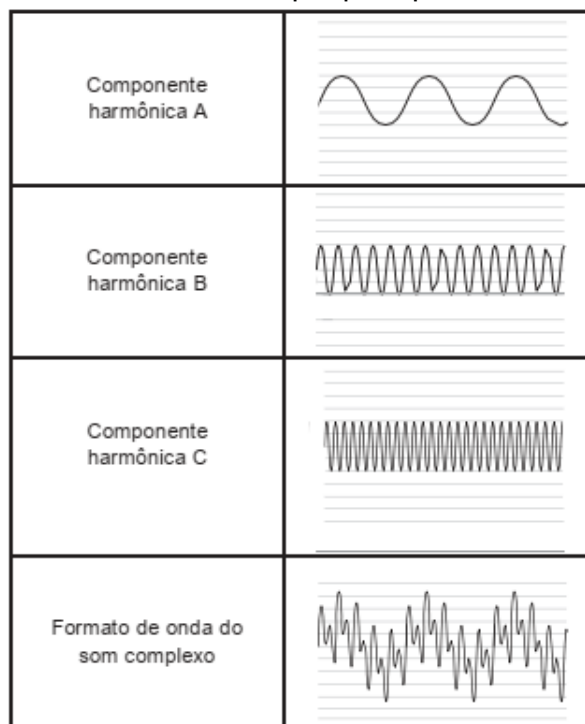 Componente
harmônica A
Componente
harmônica B
Componente
harmônica C
Formato de onda do
som complexo